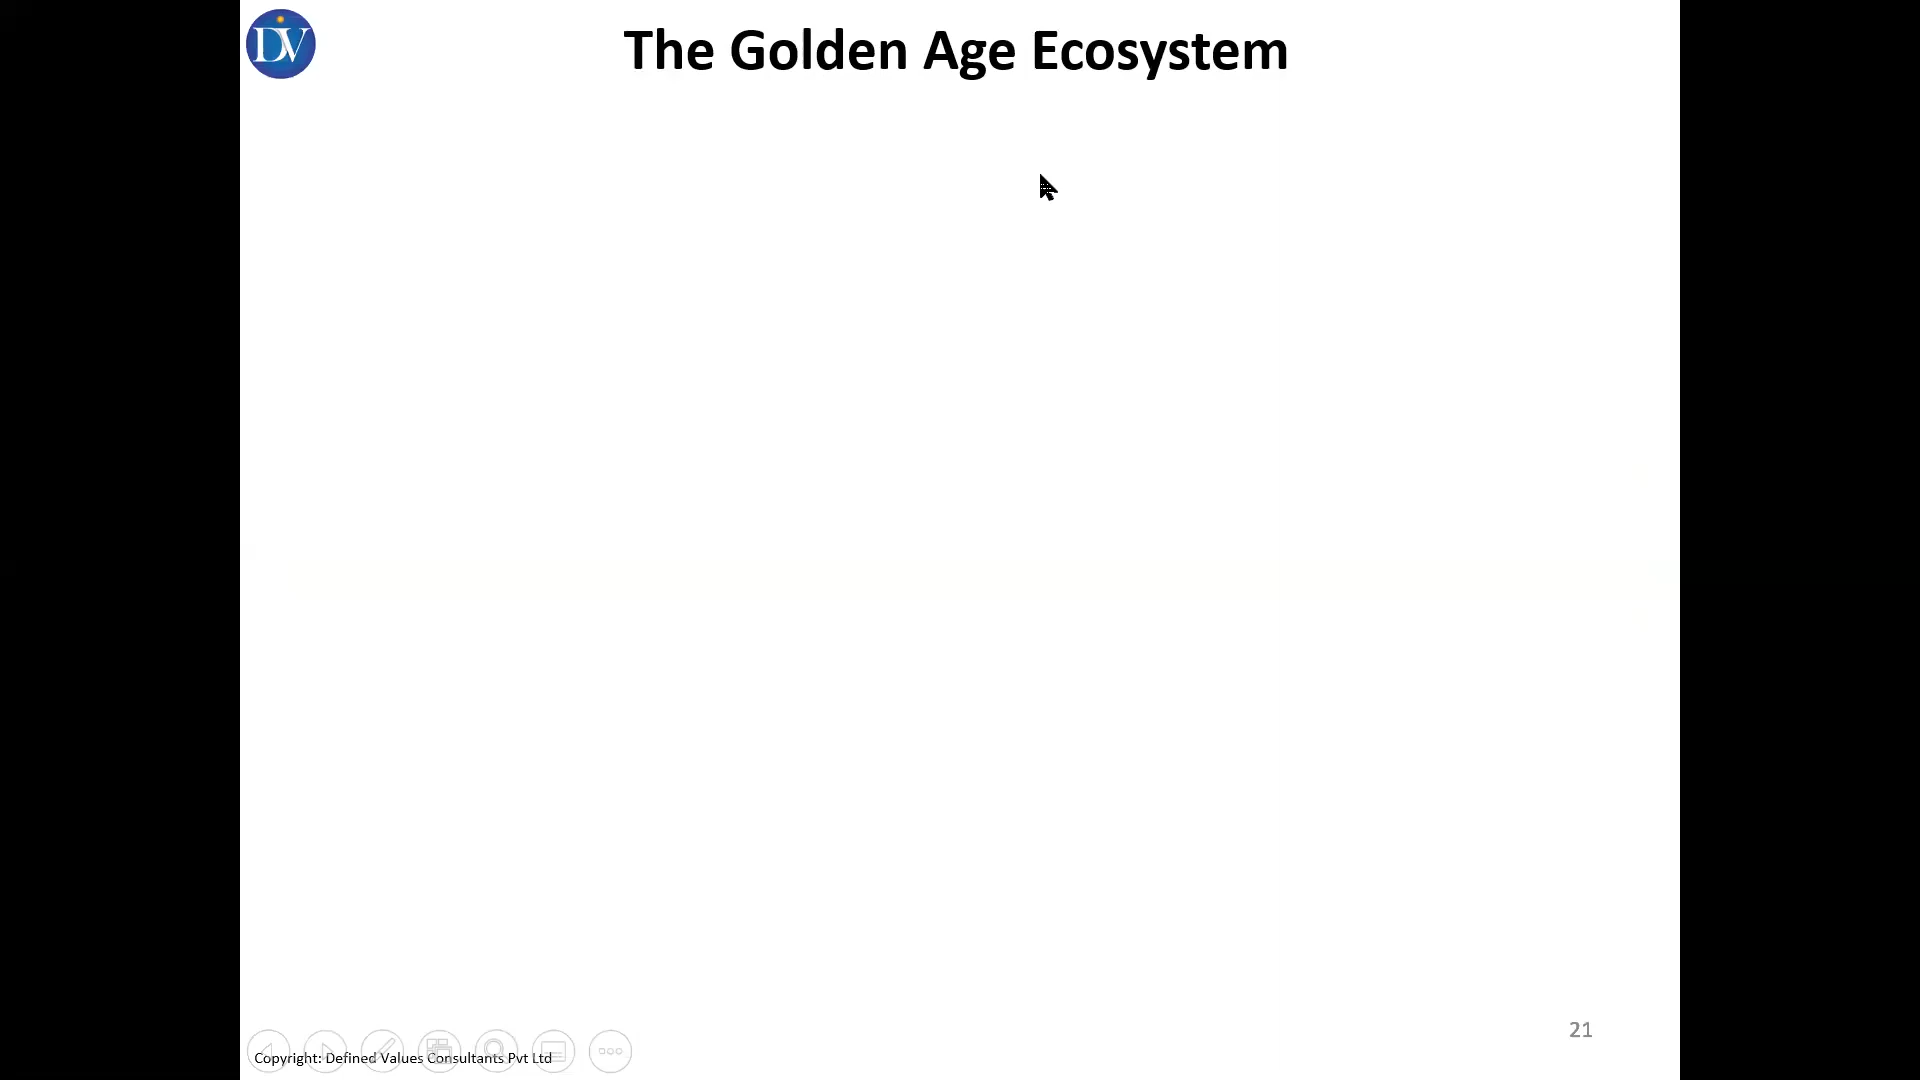 DV
The Golden Age Ecosystem
21
Copyright: Defined Values Consultants Pvt Ltd